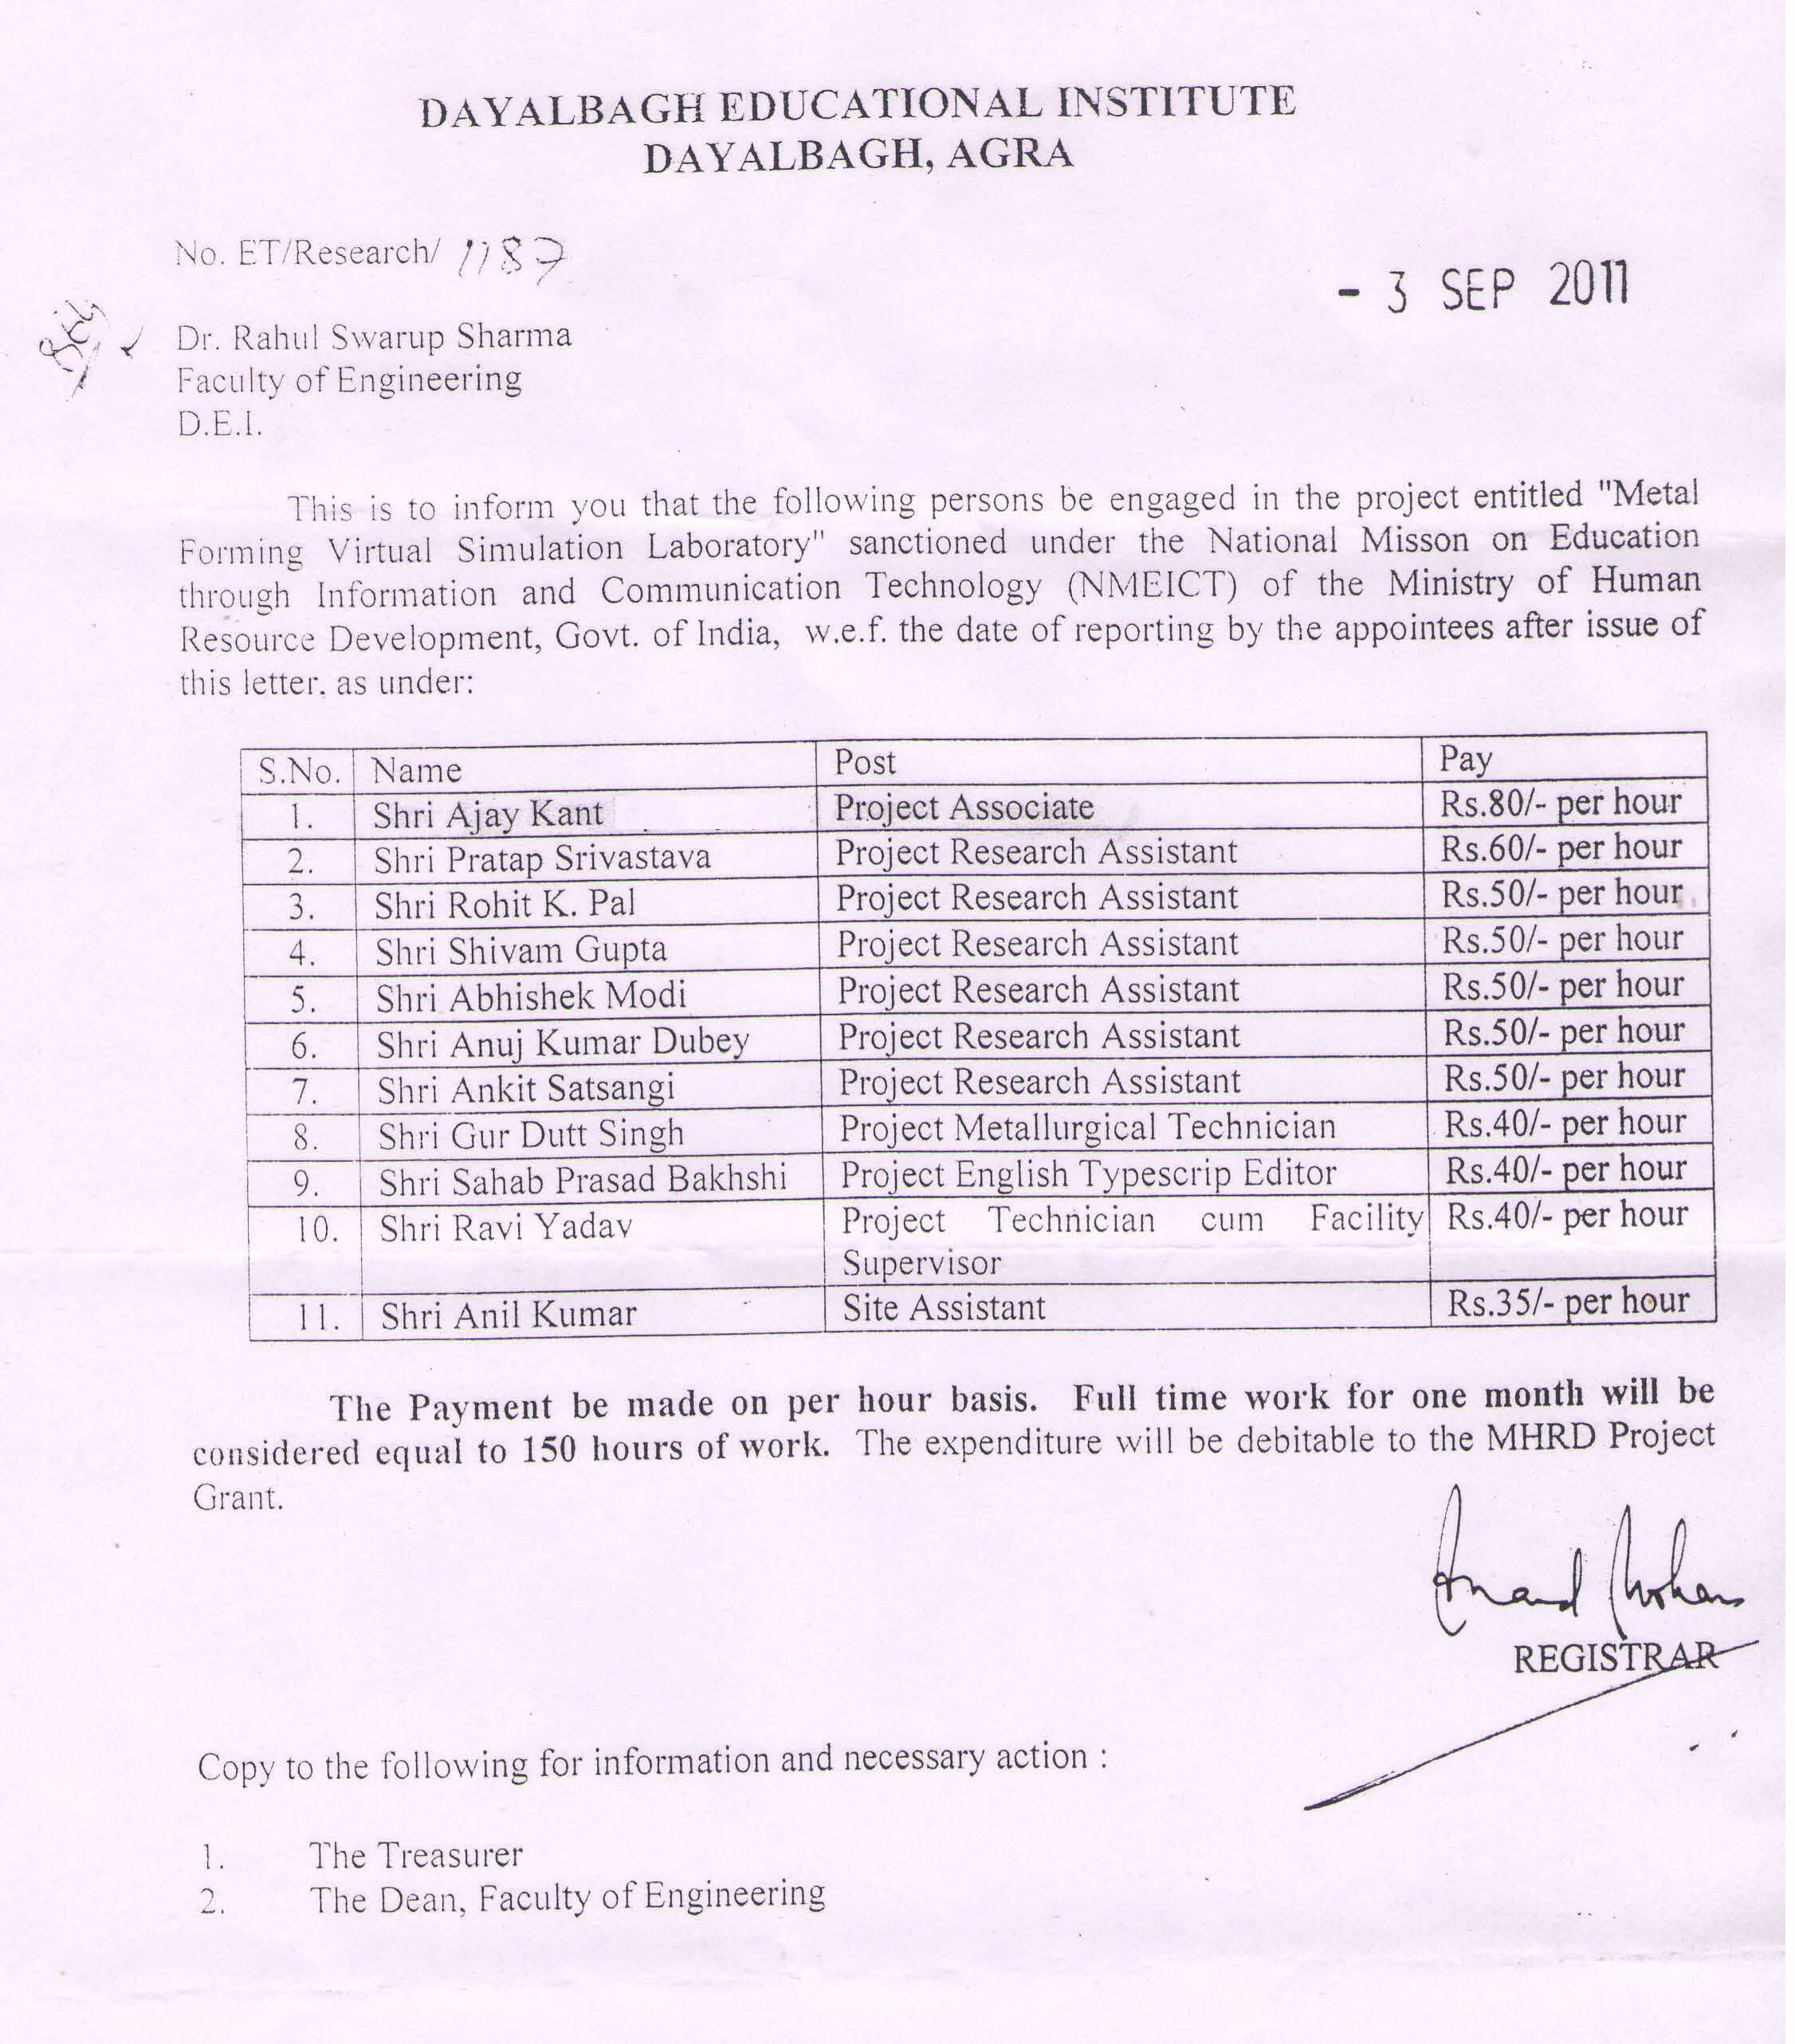 DAYALBAGH EDUCATIONAL INSTITUTE
DAYALBAGH, AGRA
No. ET/Research/ 1187
- 3 SEP 2011
Dr. Rahul Swarup Sharma
Faculty of Engineering
D.E.I.
This is to inform you that the following persons be engaged in the project entitled "Metal
Forming Virtual Simulation Laboratory" sanctioned under the National Misson on Education
through Information and Communication Technology (NMEICT) of the Ministry of Human
Resource Development, Govt. of India, w.e.f. the date of reporting by the appointees after issue of
this letter, as under:
S.No. Name Post Pay
1. Shri Ajay Kant Project Associate Rs.80/- per hour
2. Shri Pratap Srivastava Project Research Assistant Rs.60/- per hour
3. Shri Rohit K. Pal Project Research Assistant Rs.50/- per hour
4. Shri Shivam Gupta Project Research Assistant Rs.50/- per hour
5. Shri Abhishek Modi Project Research Assistant Rs.50/- per hour
6. Shri Anuj Kumar Dubey Project Research Assistant Rs.50/- per hour
7. Shri Ankit Satsangi Project Research Assistant Rs.50/- per hour
8. Shri Gur Dutt Singh Project Metallurgical Technician Rs.40/- per hour
9. Shri Sahab Prasad Bakhshi Project English Typescrip Editor Rs.40/- per hour
10. Shri Ravi Yadav Project Technician cum Facility Rs.40/- per hour
Supervisor
11. Shri Anil Kumar Site Assistant Rs.35/- per hour
The Payment be made on per hour basis. Full time work for one month will be
considered equal to 150 hours of work. The expenditure will be debitable to the MHRD Project
Grant.
Anand Mohan
REGISTRAR
Copy to the following for information and necessary action :
1. The Treasurer
2. The Dean, Faculty of Engineering